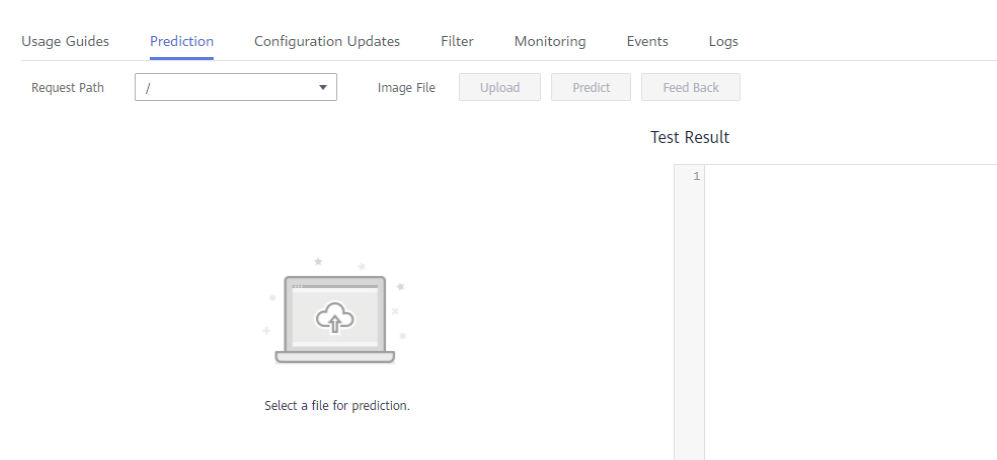 Usage Guides Prediction Configuration Updates Filter Monitoring Events Logs
Request Path / Image File Upload Predict Feed Back
Test Result
1
Select a file for prediction.